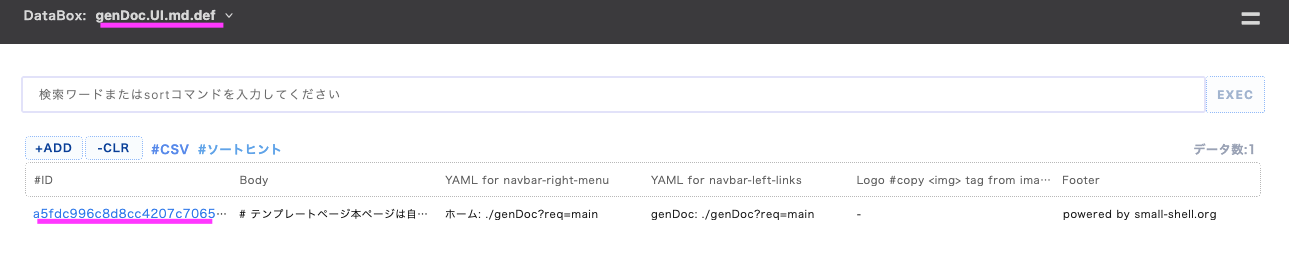 DataBox: genDoc.UI.md.def
検索ワードまたはsortコマンドを入力してください EXEC
+ADD -CLR #CSV #ソートヒント データ数:1
#ID Body YAML for navbar-right-menu YAML for navbar-left-links Logo #copy <img> tag from ima… Footer
a5fdc996c8d8cc4207c7065… # テンプレートページ本ページは自… ホーム: ./genDoc?req=main genDoc: ./genDoc?req=main - powered by small-shell.org